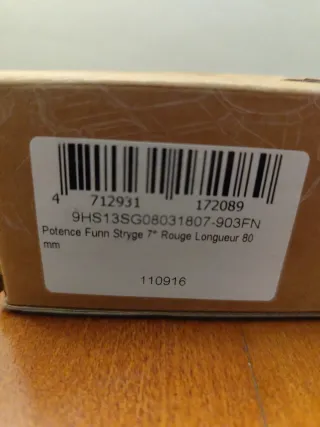 4 712931 172089
9HS13SG08031807-903FN
Potence Funn Stryge 7° Rouge Longueur 80
mm
110916